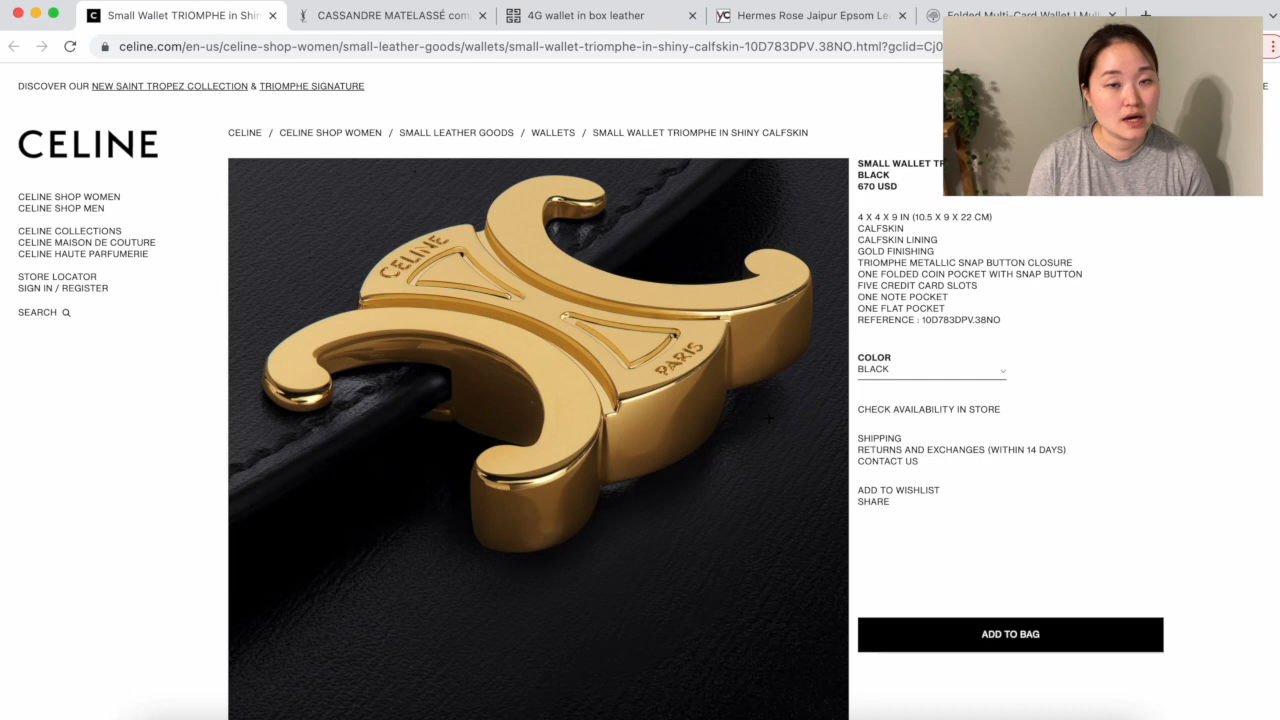 Small Wallet TRIOMPHE in Shin
CASSANDRE MATELASSÉ com
4G wallet in box leather
Hermes Rose Jaipur Epsom Le
Folded Multi-Card Wallet | Mul
celine.com/en-us/celine-shop-women/small-leather-goods/wallets/small-wallet-triomphe-in-shiny-calfskin-10D783DPV.38NO.html?gclid=Cj0
DISCOVER OUR NEW SAINT TROPEZ COLLECTION & TRIOMPHE SIGNATURE
CELINE
CELINE / CELINE SHOP WOMEN / SMALL LEATHER GOODS / WALLETS / SMALL WALLET TRIOMPHE IN SHINY CALFSKIN
CELINE SHOP WOMEN
CELINE SHOP MEN
CELINE COLLECTIONS
CELINE MAISON DE COUTURE
CELINE HAUTE PARFUMERIE
STORE LOCATOR
SIGN IN / REGISTER
SEARCH
CELINE
PARIS
SMALL WALLET TR
BLACK
670 USD
4 X 4 X 9 IN (10.5 X 9 X 22 CM)
CALFSKIN
CALFSKIN LINING
GOLD FINISHING
TRIOMPHE METALLIC SNAP BUTTON CLOSURE
ONE FOLDED COIN POCKET WITH SNAP BUTTON
FIVE CREDIT CARD SLOTS
ONE NOTE POCKET
ONE FLAT POCKET
REFERENCE : 10D783DPV.38NO
COLOR
BLACK
CHECK AVAILABILITY IN STORE
SHIPPING
RETURNS AND EXCHANGES (WITHIN 14 DAYS)
CONTACT US
ADD TO WISHLIST
SHARE
ADD TO BAG